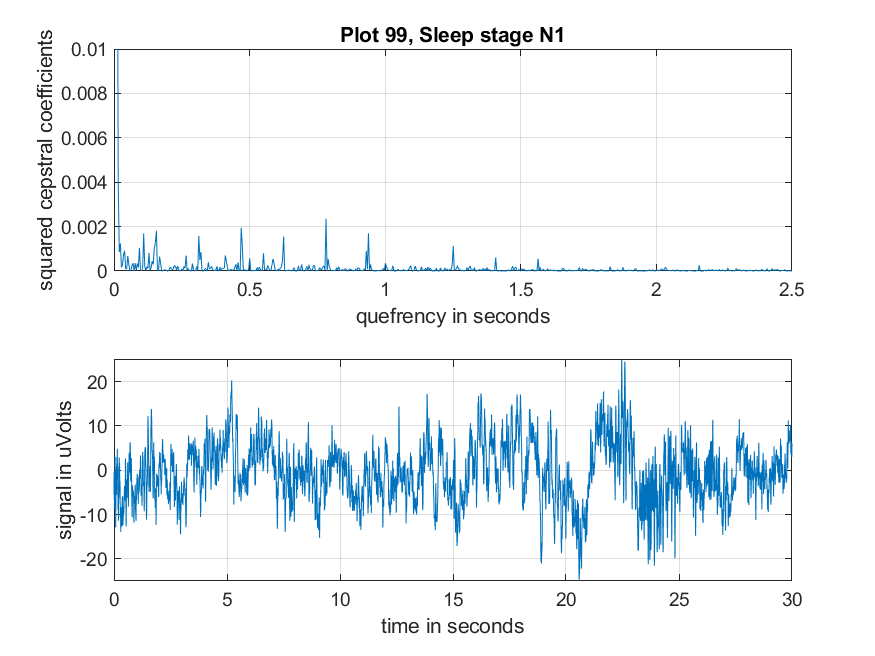 Plot 99, Sleep stage N1
squared cepstral coefficients
0.01
0.008
0.006
0.004
0.002
0
0 0.5 1 1.5 2 2.5
quefrency in seconds
signal in uVolts
20
10
0
-10
-20
0 5 10 15 20 25 30
time in seconds